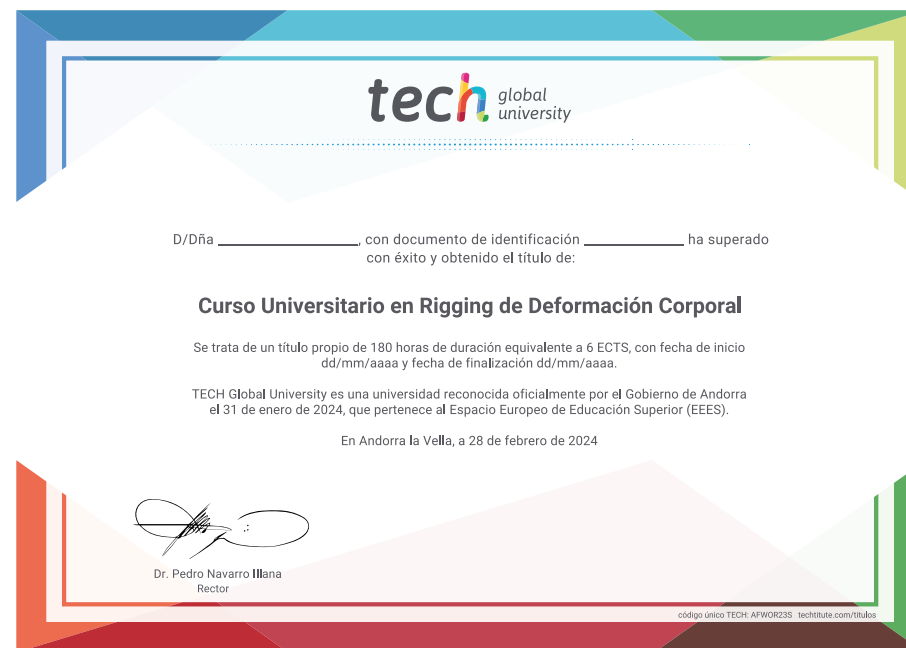 tech global university
D/Dña ______________, con documento de identificación __________ ha superado
con éxito y obtenido el título de:
Curso Universitario en Rigging de Deformación Corporal
Se trata de un título propio de 180 horas de duración equivalente a 6 ECTS, con fecha de inicio
dd/mm/aaaa y fecha de finalización dd/mm/aaaa.
TECH Global University es una universidad reconocida oficialmente por el Gobierno de Andorra
el 31 de enero de 2024, que pertenece al Espacio Europeo de Educación Superior (EEES).
En Andorra la Vella, a 28 de febrero de 2024
Dr. Pedro Navarro Illana
Rector
código único TECH: AFWOR23S techtitute.com/titulos